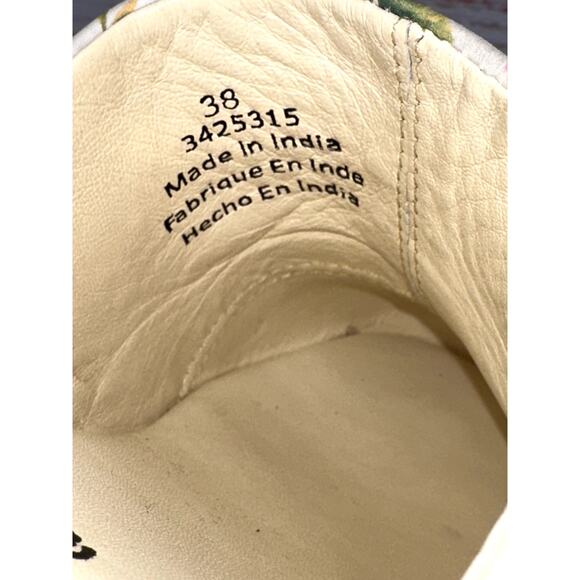 38
3425315
Made In India
Fabrique En Inde
Hecho En India